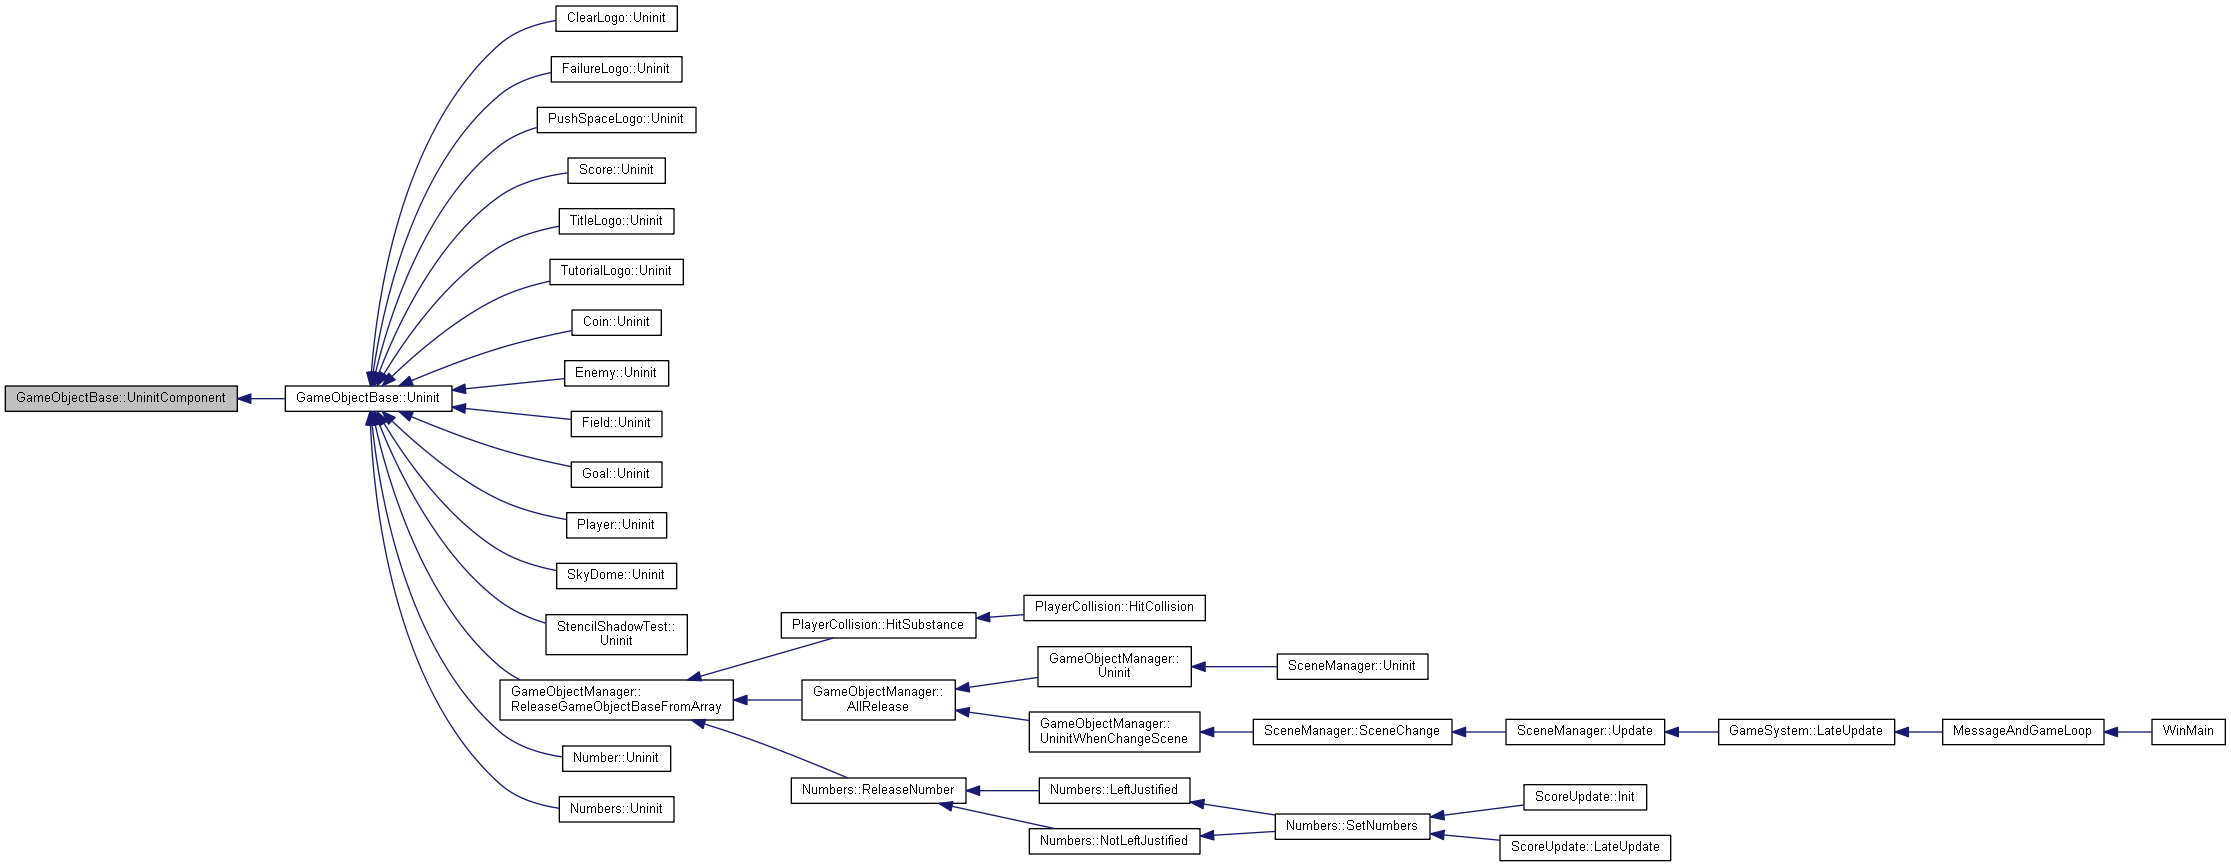 ClearLogo::Uninit
FailureLogo::Uninit
PushSpaceLogo::Uninit
Score::Uninit
TitleLogo::Uninit
TutorialLogo::Uninit
Coin::Uninit
Enemy::Uninit
GameObjectBase::UninitComponent
GameObjectBase::Uninit
Field::Uninit
Goal::Uninit
Player::Uninit
SkyDome::Uninit
StencilShadowTest::
Uninit
GameObjectManager::
ReleaseGameObjectBaseFromArray
Number::Uninit
Numbers::Uninit
PlayerCollision::HitSubstance
PlayerCollision::HitCollision
GameObjectManager::
AllRelease
GameObjectManager::
Uninit
SceneManager::Uninit
GameObjectManager::
UninitWhenChangeScene
SceneManager::SceneChange
SceneManager::Update
GameSystem::LateUpdate
MessageAndGameLoop
WinMain
Numbers::ReleaseNumber
Numbers::LeftJustified
Numbers::NotLeftJustified
Numbers::SetNumbers
ScoreUpdate::Init
ScoreUpdate::LateUpdate